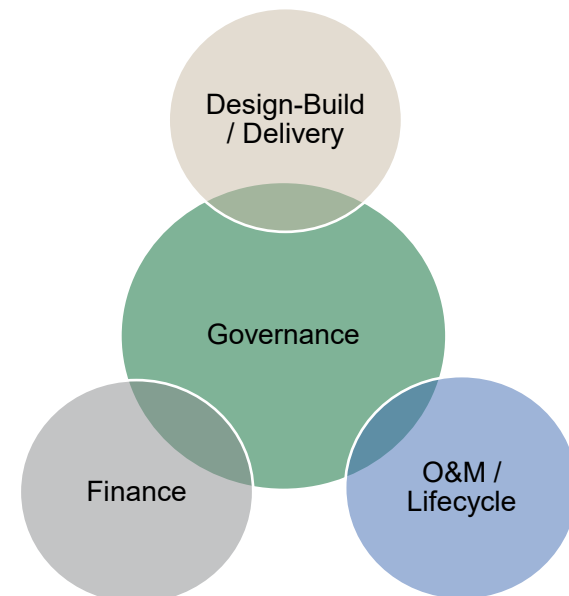 Design-Build
/ Delivery
Governance
Finance
O&M /
Lifecycle